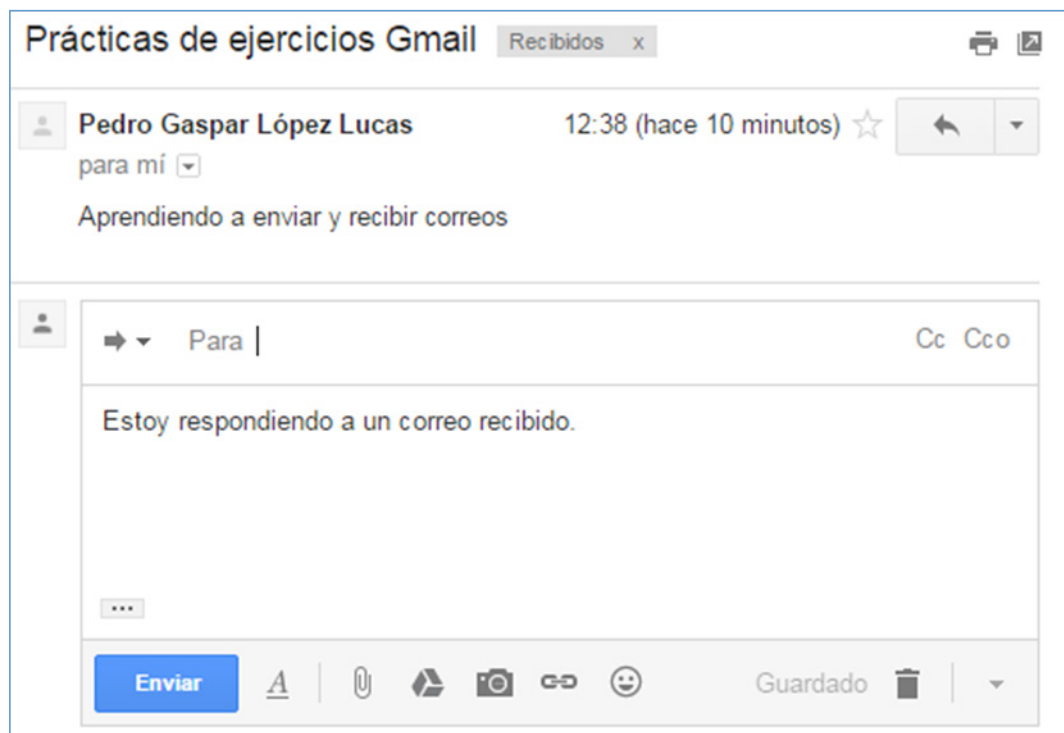 Prácticas de ejercicios Gmail Recibidos x
Pedro Gaspar López Lucas 12:38 (hace 10 minutos)
para mí
Aprendiendo a enviar y recibir correos
Para Cc Cco
Estoy respondiendo a un correo recibido.
...
Enviar A Guardado